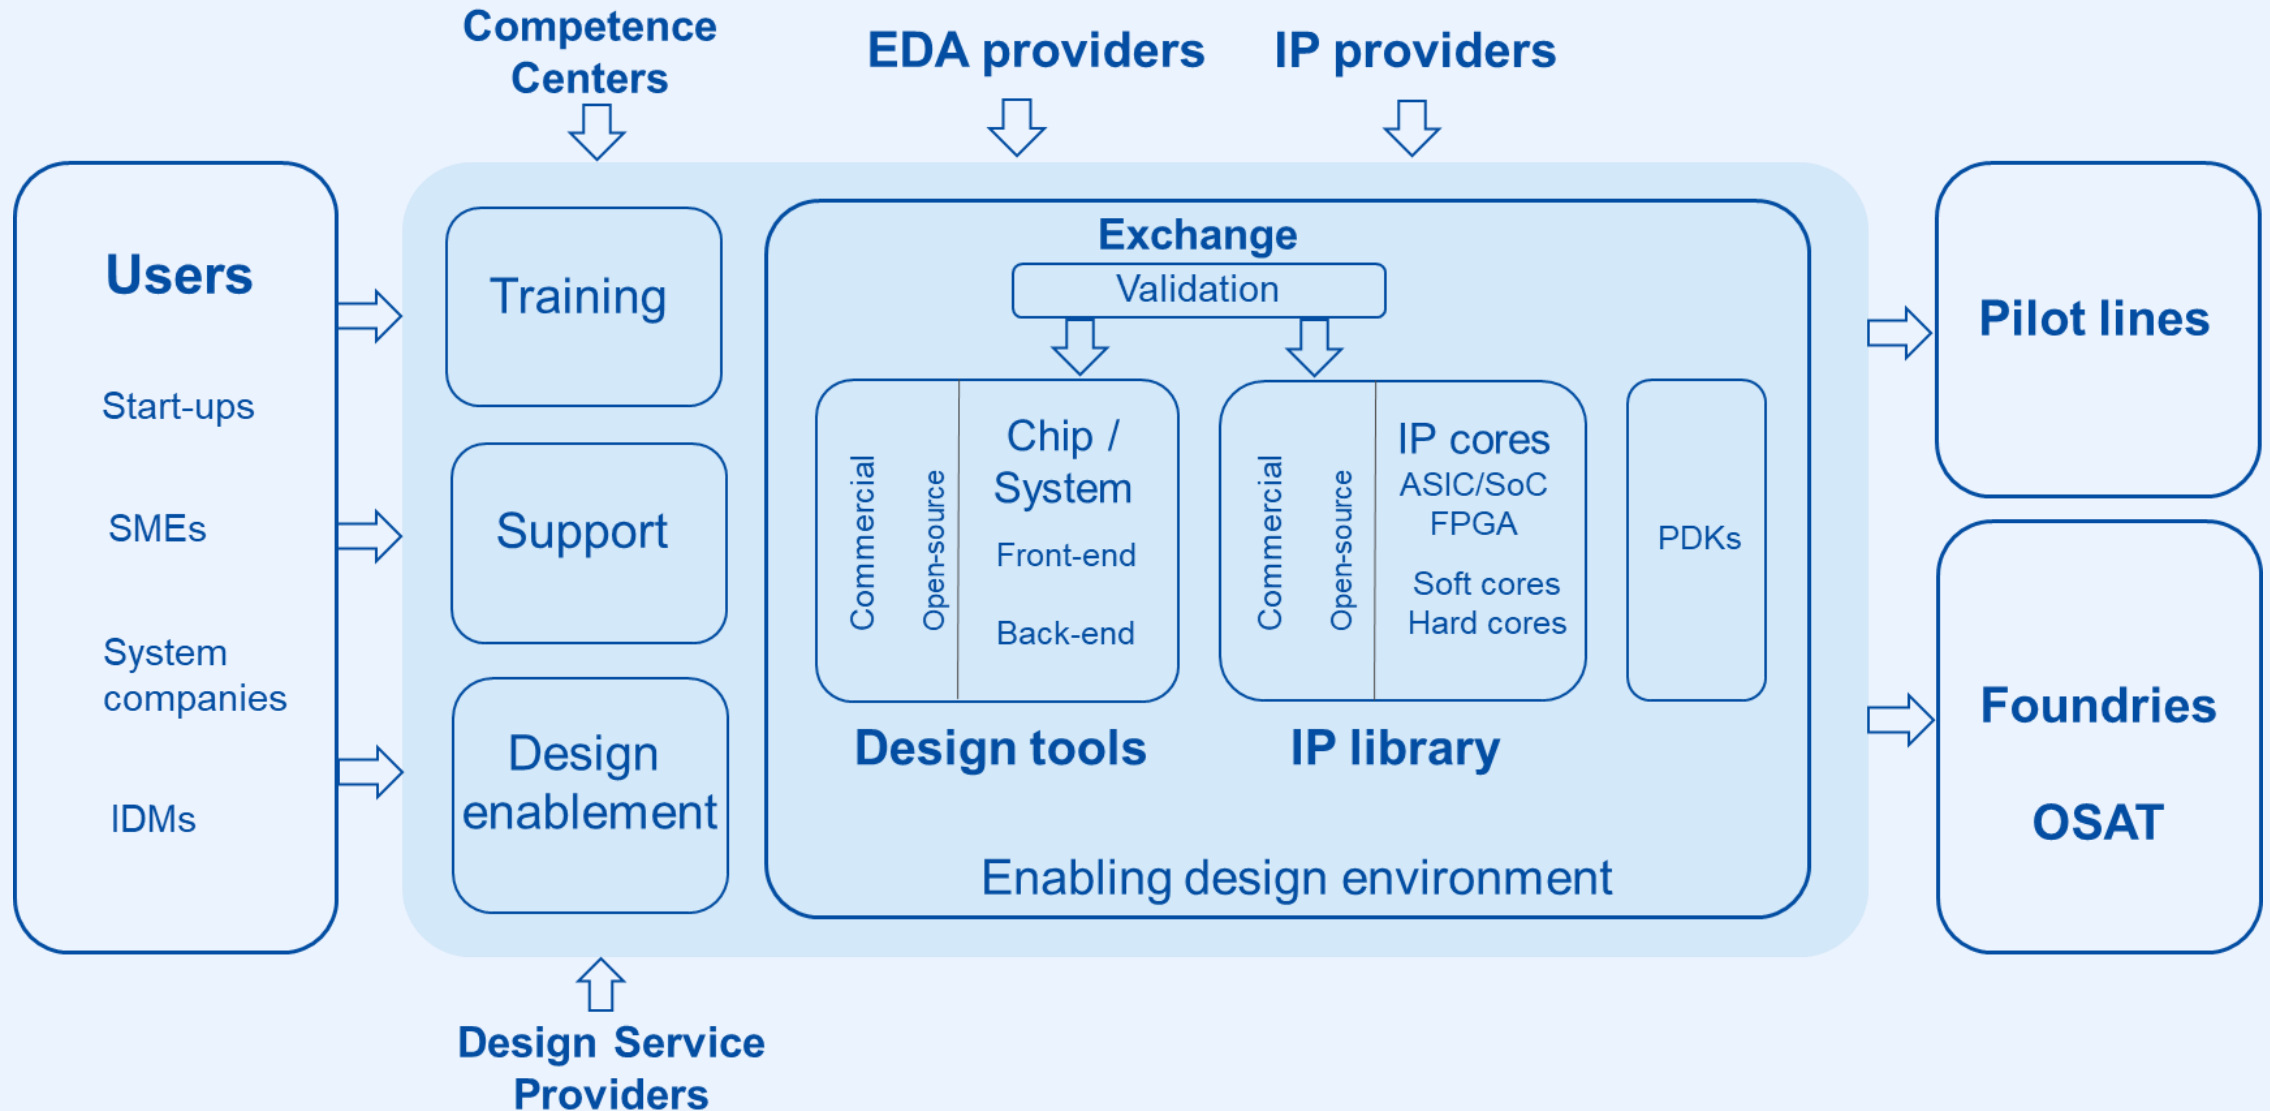 Competence
Centers
EDA providers
IP providers
Users
Start-ups
SMEs
System
companies
IDMs
Training
Support
Design
enablement
Exchange
Validation
Commercial
Open-source
Chip /
System
Front-end
Back-end
Design tools
Commercial
Open-source
IP cores
ASIC/SoC
FPGA
Soft cores
Hard cores
IP library
PDKs
Enabling design environment
Pilot lines
Foundries
OSAT
Design Service
Providers